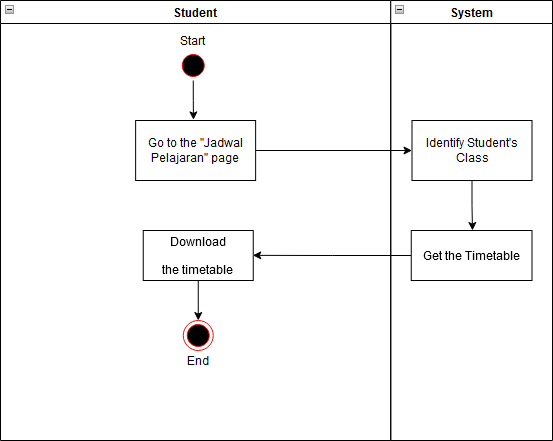 Student
System
Start
Go to the "Jadwal
Pelajaran" page
Identify Student's
Class
Download
the timetable
Get the Timetable
End